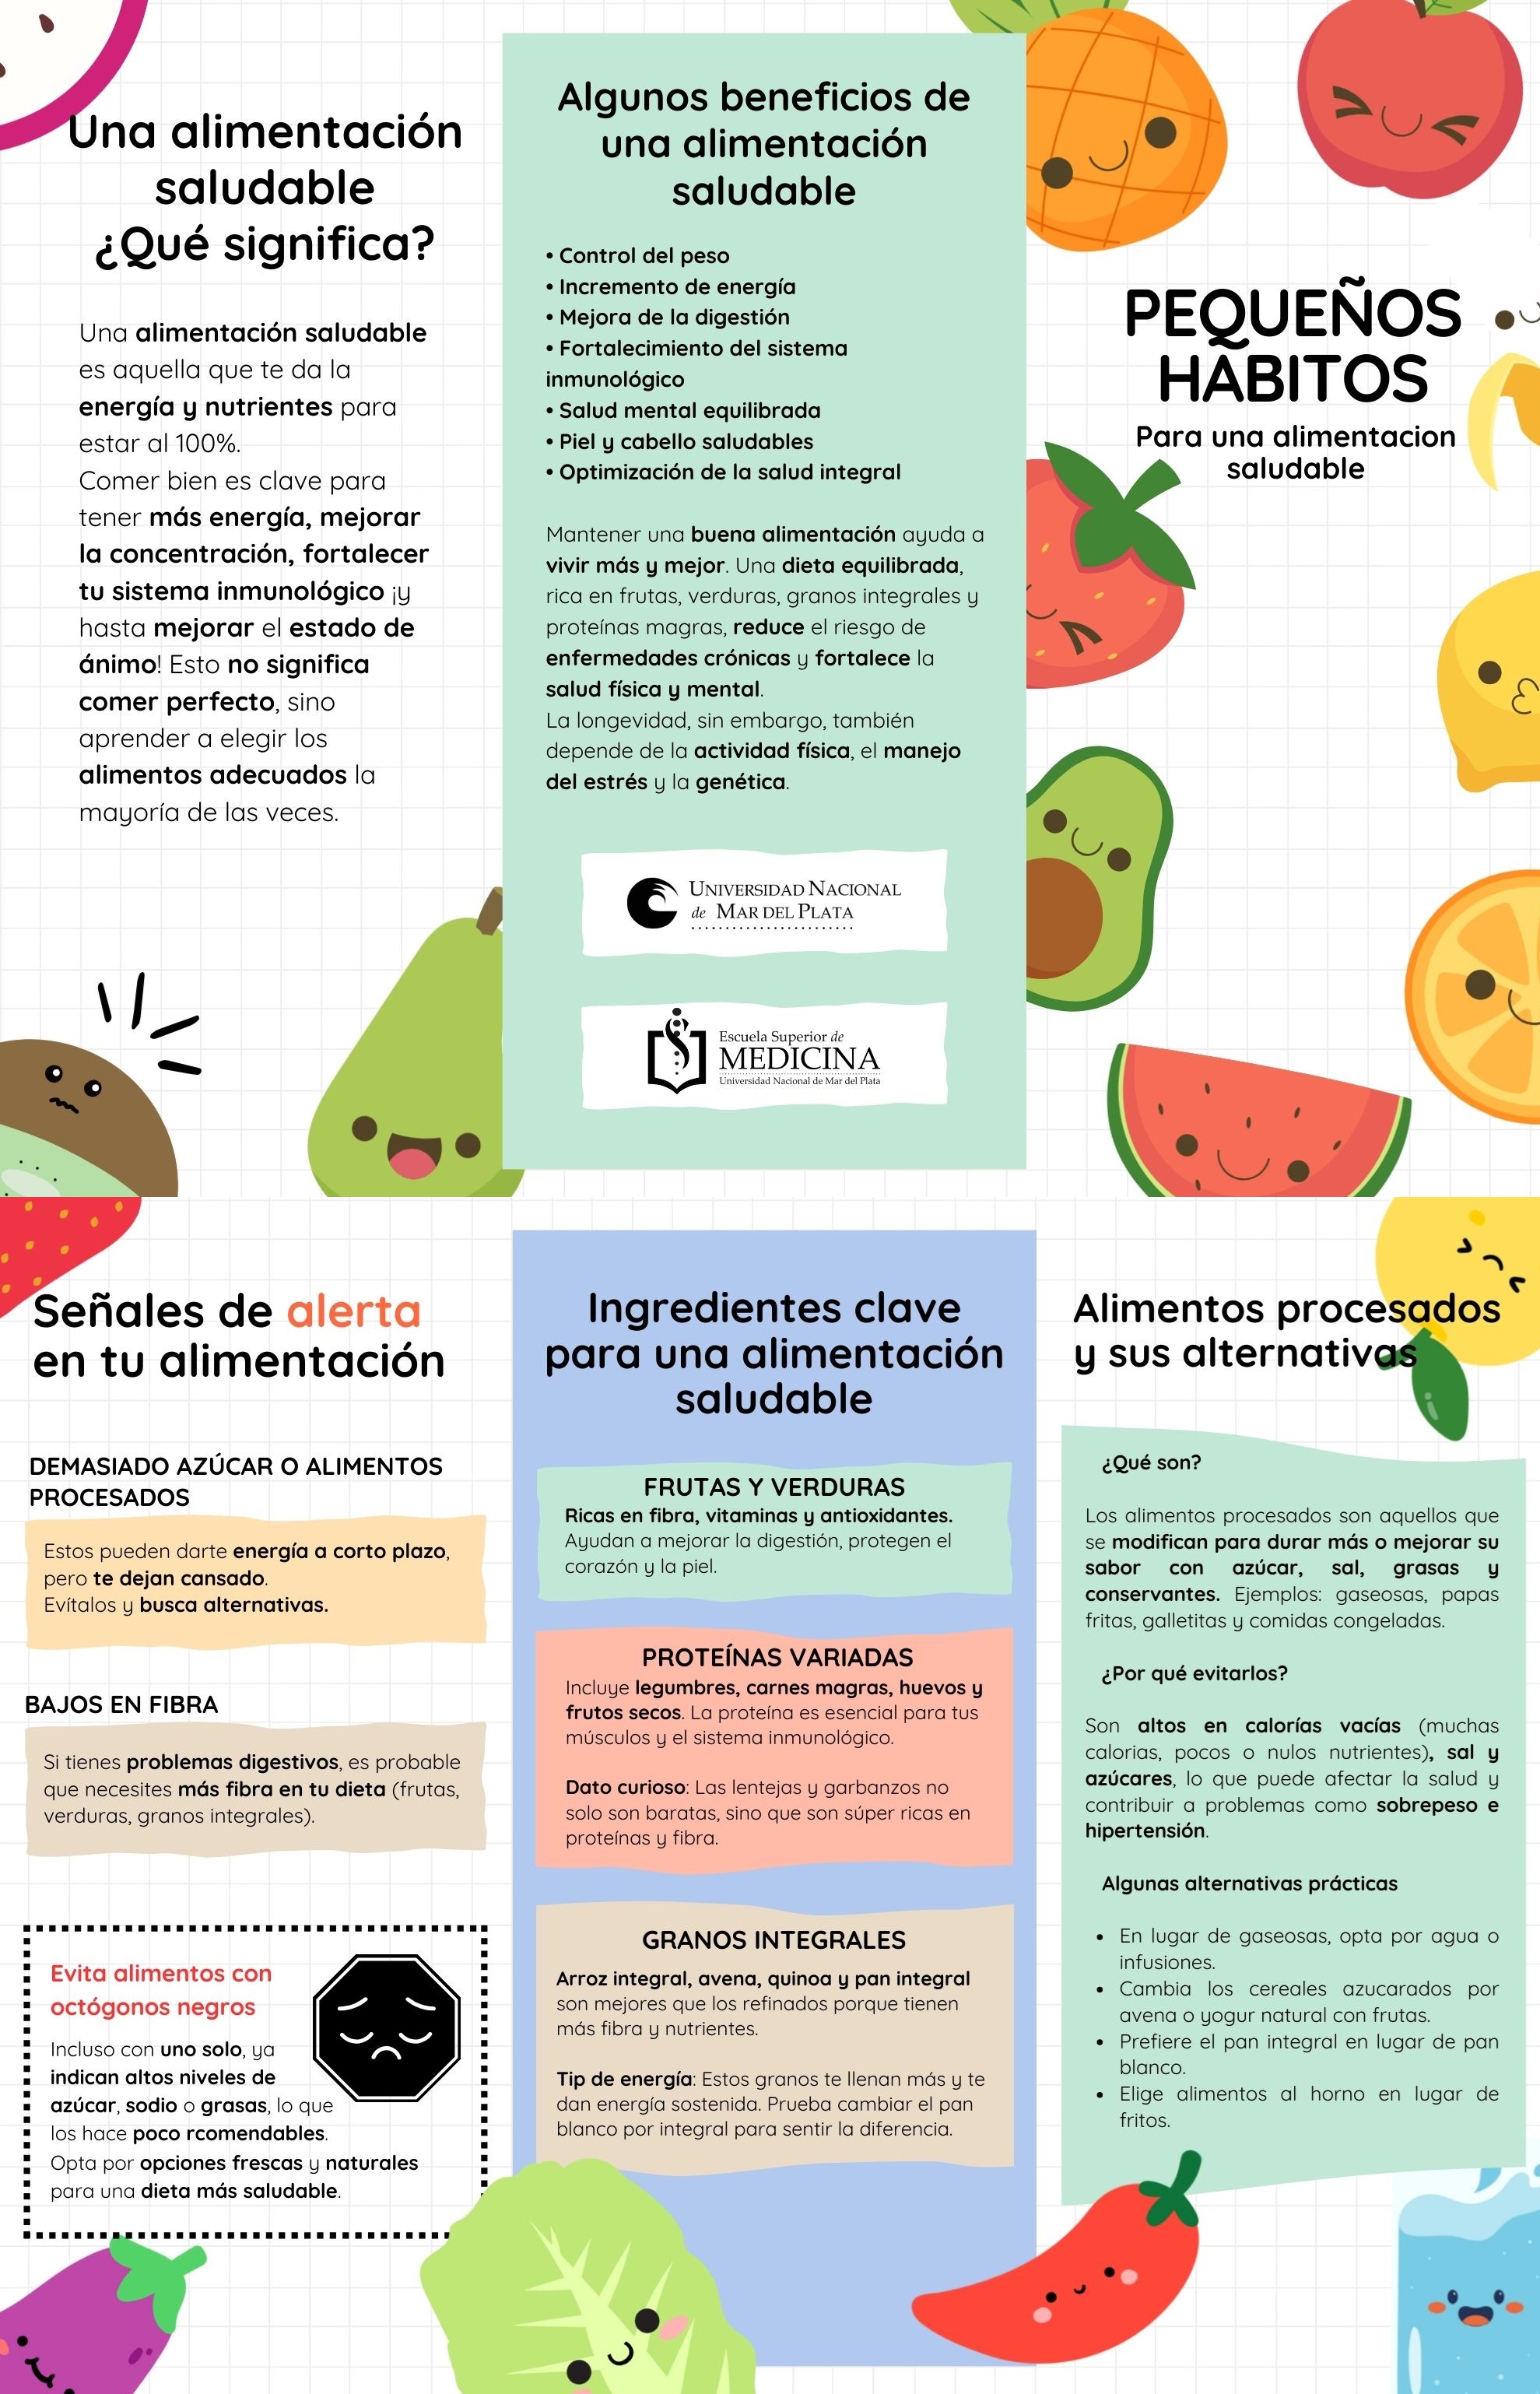 Una alimentación
saludable
¿Qué significa?
Una alimentación saludable
es aquella que te da la
energía y nutrientes para
estar al 100%.
Comer bien es clave para
tener más energía, mejorar
la concentración, fortalecer
tu sistema inmunológico ¡y
hasta mejorar el estado de
ánimo! Esto no significa
comer perfecto, sino
aprender a elegir los
alimentos adecuados la
mayoría de las veces.
Algunos beneficios de
una alimentación
saludable
• Control del peso
• Incremento de energía
• Mejora de la digestión
• Fortalecimiento del sistema
inmunológico
• Salud mental equilibrada
• Piel y cabello saludables
• Optimización de la salud integral
Mantener una buena alimentación ayuda a
vivir más y mejor. Una dieta equilibrada,
rica en frutas, verduras, granos integrales y
proteínas magras, reduce el riesgo de
enfermedades crónicas y fortalece la
salud física y mental.
La longevidad, sin embargo, también
depende de la actividad física, el manejo
del estrés y la genética.
UNIVERSIDAD NACIONAL
de MAR DEL PLATA
Escuela Superior de
MEDICINA
Universidad Nacional de Mar del Plata
PEQUEÑOS
HÁBITOS
Para una alimentacion
saludable
Señales de alerta
en tu alimentación
DEMASIADO AZÚCAR O ALIMENTOS
PROCESADOS
Estos pueden darte energía a corto plazo,
pero te dejan cansado.
Evítalos y busca alternativas.
BAJOS EN FIBRA
Si tienes problemas digestivos, es probable
que necesites más fibra en tu dieta (frutas,
verduras, granos integrales).
Evita alimentos con
octógonos negros
Incluso con uno solo, ya
indican altos niveles de
azúcar, sodio o grasas, lo que
los hace poco rcomendables.
Opta por opciones frescas y naturales
para una dieta más saludable.
Ingredientes clave
para una alimentación
saludable
FRUTAS Y VERDURAS
Ricas en fibra, vitaminas y antioxidantes.
Ayudan a mejorar la digestión, protegen el
corazón y la piel.
PROTEÍNAS VARIADAS
Incluye legumbres, carnes magras, huevos y
frutos secos. La proteína es esencial para tus
músculos y el sistema inmunológico.
Dato curioso: Las lentejas y garbanzos no
solo son baratas, sino que son súper ricas en
proteínas y fibra.
GRANOS INTEGRALES
Arroz integral, avena, quinoa y pan integral
son mejores que los refinados porque tienen
más fibra y nutrientes.
Tip de energía: Estos granos te llenan más y te
dan energía sostenida. Prueba cambiar el pan
blanco por integral para sentir la diferencia.
Alimentos procesados
y sus alternativas
¿Qué son?
Los alimentos procesados son aquellos que
se modifican para durar más o mejorar su
sabor con azúcar, sal, grasas y
conservantes. Ejemplos: gaseosas, papas
fritas, galletitas y comidas congeladas.
¿Por qué evitarlos?
Son altos en calorías vacías (muchas
calorias, pocos o nulos nutrientes), sal y
azúcares, lo que puede afectar la salud y
contribuir a problemas como sobrepeso e
hipertensión.
Algunas alternativas prácticas
• En lugar de gaseosas, opta por agua o
infusiones.
• Cambia los cereales azucarados por
avena o yogur natural con frutas.
• Prefiere el pan integral en lugar de pan
blanco.
• Elige alimentos al horno en lugar de
fritos.